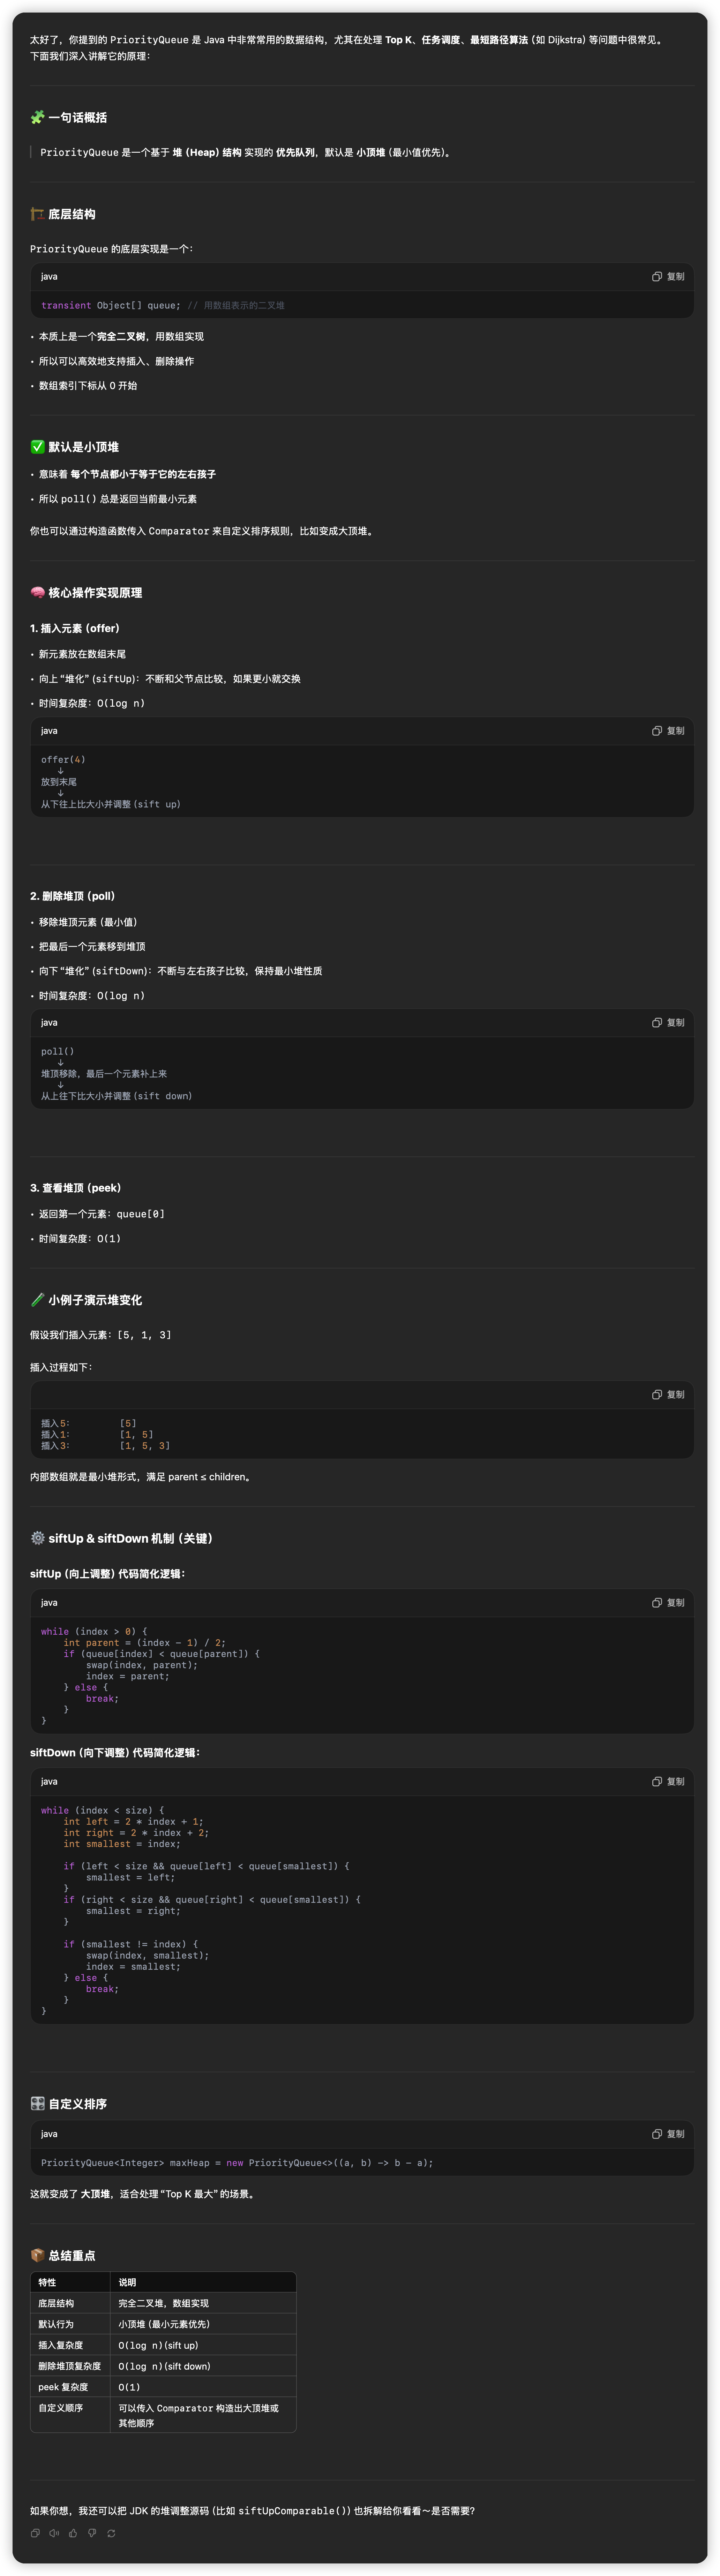 太好了，你提到的 PriorityQueue 是 Java 中非常常用的数据结构，尤其在处理 Top K、任务调度、最短路径算法（如 Dijkstra）等问题中很常见。
下面我们深入讲解它的原理：
🧩 一句话概括
PriorityQueue 是一个基于 堆（Heap）结构 实现的 优先队列，默认是 小顶堆（最小值优先）。
🏗️ 底层结构
PriorityQueue 的底层实现是一个：
java
复制
transient Object[] queue; // 用数组表示的二叉堆
• 本质上是一个完全二叉树，用数组实现
• 所以可以高效地支持插入、删除操作
• 数组索引下标从 0 开始
✅ 默认是小顶堆
• 意味着 每个节点都小于等于它的左右孩子
• 所以 poll() 总是返回当前最小元素
你也可以通过构造函数传入 Comparator 来自定义排序规则，比如变成大顶堆。
🧠 核心操作实现原理
1. 插入元素（offer）
• 新元素放在数组末尾
• 向上“堆化”（siftUp）：不断和父节点比较，如果更小就交换
• 时间复杂度：O(log n)
java
复制
offer(4)
↓
放到末尾
↓
从下往上比大小并调整（sift up）
2. 删除堆顶（poll）
• 移除堆顶元素（最小值）
• 把最后一个元素移到堆顶
• 向下“堆化”（siftDown）：不断与左右孩子比较，保持最小堆性质
• 时间复杂度：O(log n)
java
复制
poll()
↓
堆顶移除，最后一个元素补上来
↓
从上往下比大小并调整（sift down）
3. 查看堆顶（peek）
• 返回第一个元素：queue[0]
• 时间复杂度：O(1)
🧪 小例子演示堆变化
假设我们插入元素：[5, 1, 3]
插入过程如下：
复制
插入5： [5]
插入1： [1, 5]
插入3： [1, 5, 3]
内部数组就是最小堆形式，满足 parent ≤ children。
⚙️ siftUp & siftDown 机制（关键）
siftUp（向上调整）代码简化逻辑：
java
复制
while (index > 0) {
    int parent = (index - 1) / 2;
    if (queue[index] < queue[parent]) {
        swap(index, parent);
        index = parent;
    } else {
        break;
    }
}
siftDown（向下调整）代码简化逻辑：
java
复制
while (index < size) {
    int left = 2 * index + 1;
    int right = 2 * index + 2;
    int smallest = index;
    if (left < size && queue[left] < queue[smallest]) {
        smallest = left;
    }
    if (right < size && queue[right] < queue[smallest]) {
        smallest = right;
    }
    if (smallest != index) {
        swap(index, smallest);
        index = smallest;
    } else {
        break;
    }
}
🎛️ 自定义排序
java
复制
PriorityQueue<Integer> maxHeap = new PriorityQueue<>((a, b) -> b - a);
这就变成了 大顶堆，适合处理“Top K 最大”的场景。
📦 总结重点
特性 说明
底层结构 完全二叉堆，数组实现
默认行为 小顶堆（最小元素优先）
插入复杂度 O(log n)(sift up)
删除堆顶复杂度 O(log n)(sift down)
peek 复杂度 O(1)
自定义顺序 可以传入 Comparator 构造出大顶堆或
其他顺序
如果你想，我还可以把 JDK 的堆调整源码（比如 siftUpComparable()）也拆解给你看看～是否需要？